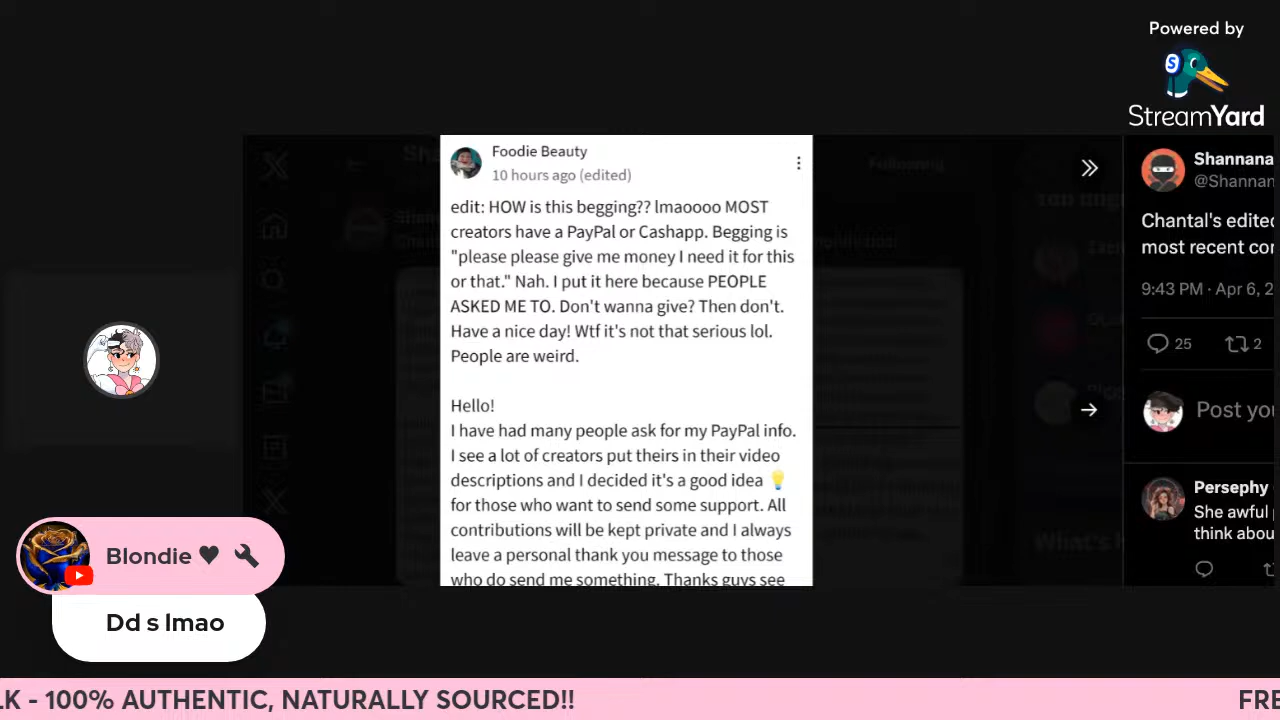 Powered by
StreamYard
Foodie Beauty
10 hours ago (edited)
edit: HOW is this begging?? lmaoooo MOST
creators have a PayPal or Cashapp. Begging is
"please please give me money I need it for this
or that." Nah. I put it here because PEOPLE
ASKED ME TO. Don't wanna give? Then don't.
Have a nice day! Wtf it's not that serious lol.
People are weird.
Hello!
I have had many people ask for my PayPal info.
I see a lot of creators put theirs in their video
descriptions and I decided it's a good idea 💡
for those who want to send some support. All
contributions will be kept private and I always
leave a personal thank you message to those
who do send me something. Thanks guys see
Shannana
@Shannan
Chantal's edited
most recent co
9:43 PM · Apr 6, 2
25
2
Post you
Persephy
She awful
think abou
Following
Blondie 🖤 🔧
Dd s lmao
LK - 100% AUTHENTIC, NATURALLY SOURCED!!
FRE